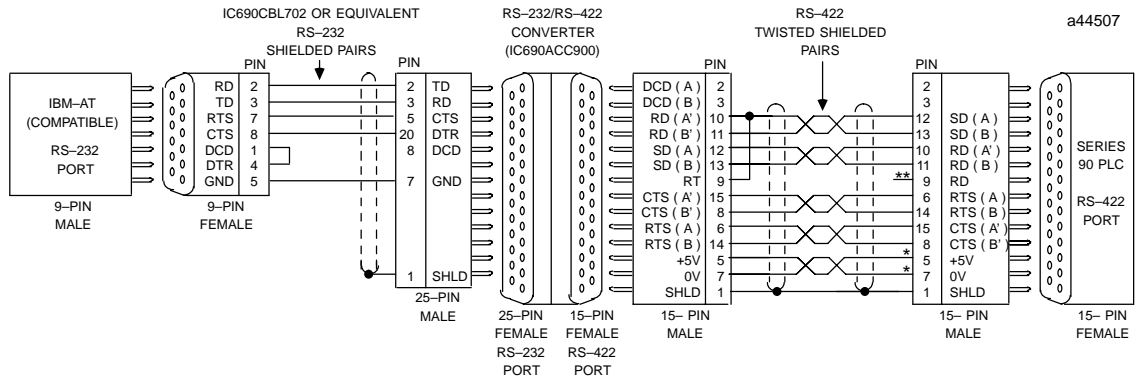 IC690CBL702 OR EQUIVALENT
RS–232
SHIELDED PAIRS
RS–232/RS–422
CONVERTER
(IC690ACC900)
RS–422
TWISTED SHIELDED
PAIRS
a44507
IBM–AT
(COMPATIBLE)
RS–232
PORT
9–PIN
MALE
PIN
RD 2
TD 3
RTS 7
CTS 8
DCD 1
DTR 4
GND 5
9–PIN
FEMALE
PIN
2 TD
3 RD
5 CTS
20 DTR
8 DCD
7 GND
1 SHLD
25–PIN
MALE
25–PIN
FEMALE
RS–232
PORT
15–PIN
FEMALE
RS–422
PORT
PIN
DCD ( A ) 2
DCD ( B ) 3
RD ( A' ) 10
RD ( B' ) 11
SD ( A ) 12
SD ( B ) 13
RT 9
CTS ( A' ) 15
CTS ( B' ) 8
RTS ( A ) 6
RTS ( B ) 14
+5V 5
0V 7
SHLD 1
15– PIN
MALE
PIN
2
3
12 SD ( A )
13 SD ( B )
10 RD ( A' )
11 RD ( B )
** 9 RD
6 RTS ( A )
14 RTS ( B )
15 CTS ( A' )
8 CTS ( B' )
* 5 +5V
* 7 0V
1 SHLD
15– PIN
MALE
SERIES
90 PLC
RS–422
PORT
15– PIN
FEMALE